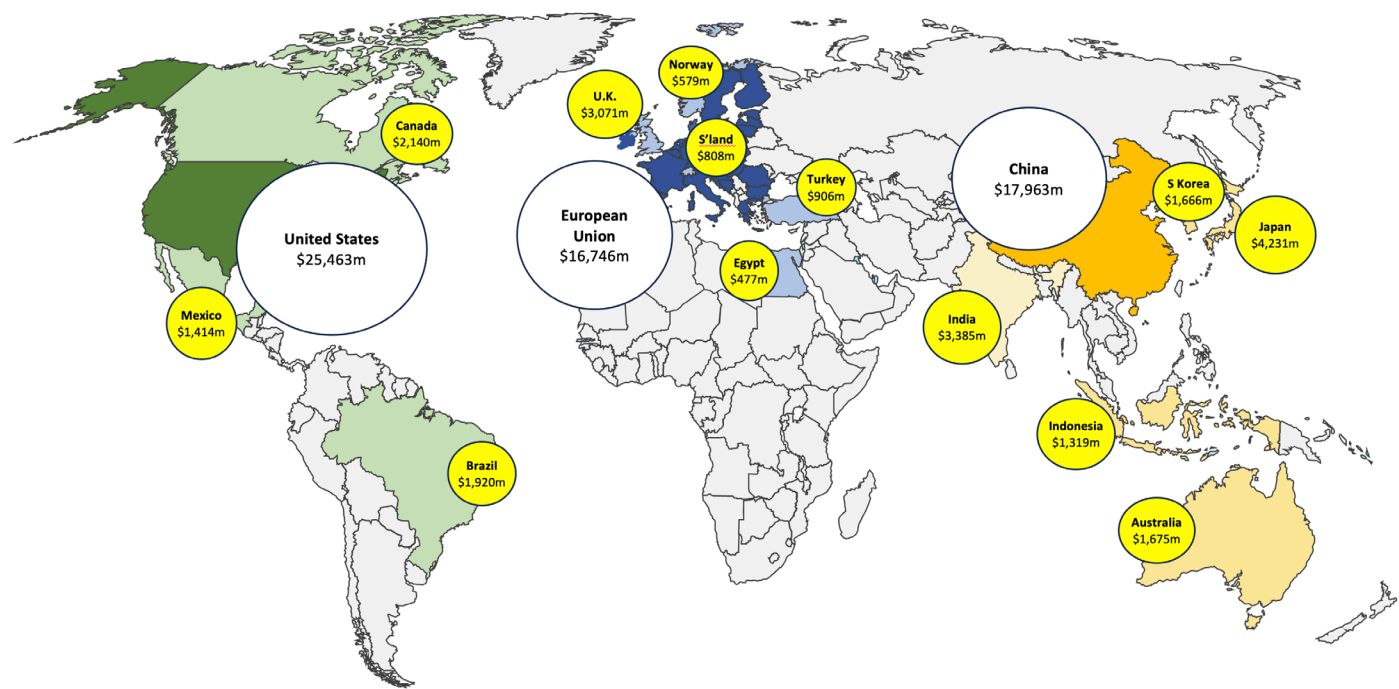 Norway
$579m
U.K.
$3,071m
Canada
$2,140m
S'land
$808m
China
$17,963m
Turkey
$906m
S Korea
$1,666m
European
Union
$16,746m
United States
$25,463m
Japan
$4,231m
Egypt
$477m
Mexico
$1,414m
India
$3,385m
Indonesia
$1,319m
Brazil
$1,920m
Australia
$1,675m